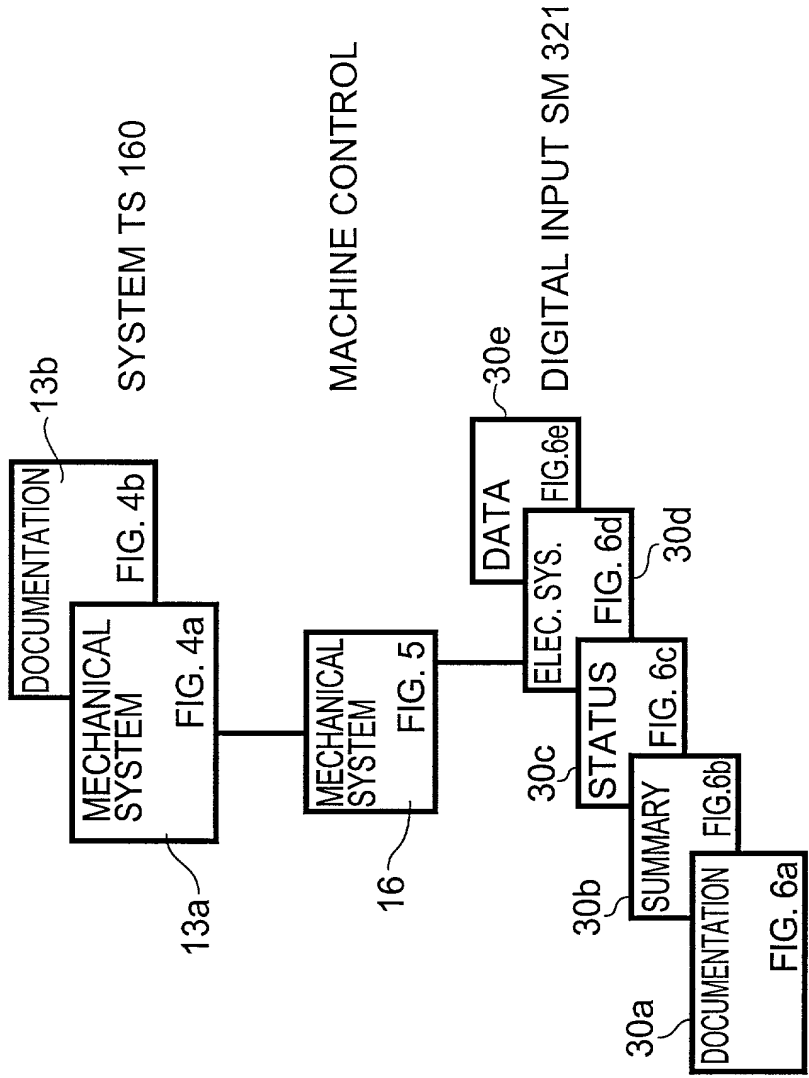 DOCUMENTATION
FIG. 4b
13b
MECHANICAL
SYSTEM
FIG. 4a
13a
SYSTEM TS 160
MECHANICAL
SYSTEM
FIG. 5
16
MACHINE CONTROL
DATA
FIG.6e
30e
ELEC. SYS.
FIG. 6d
30d
STATUS
FIG. 6c
30c
SUMMARY
FIG.6b
30b
DOCUMENTATION
FIG. 6a
30a
DIGITAL INPUT SM 321